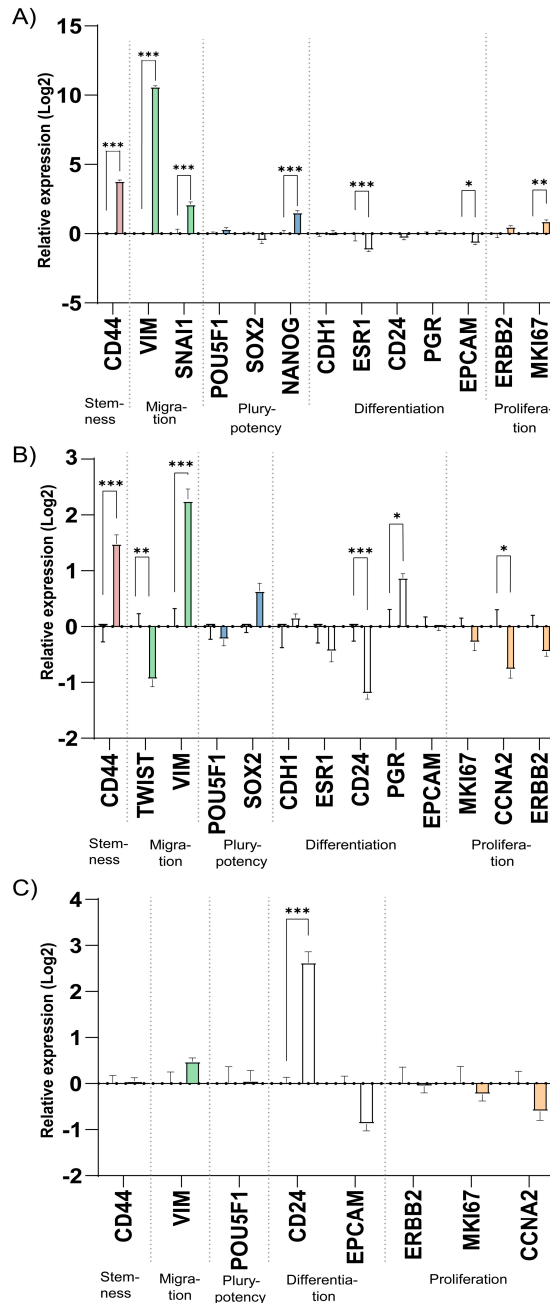 A)
Relative expression (Log2)
15
10
5
0
-5
***
***
***
***
***
*
**
CD44
VIM
SNAI1
POU5F1
SOX2
NANOG
CDH1
ESR1
CD24
PGR
EPCAM
ERBB2
MKI67
Stem-
ness
Migra-
tion
Plury-
potency
Differentiation
Prolifera-
tion
B)
Relative expression (Log2)
3
2
1
0
-1
-2
***
**
***
***
*
*
CD44
TWIST
VIM
POU5F1
SOX2
CDH1
ESR1
CD24
PGR
EPCAM
MKI67
CCNA2
ERBB2
Stem-
ness
Migra-
tion
Plury-
potency
Differentiation
Prolifera-
tion
C)
Relative expression (Log2)
4
3
2
1
0
-1
-2
***
CD44
VIM
POU5F1
CD24
EPCAM
ERBB2
MKI67
CCNA2
Stem-
ness
Migra-
tion
Plury-
potency
Differentia-
tion
Proliferation